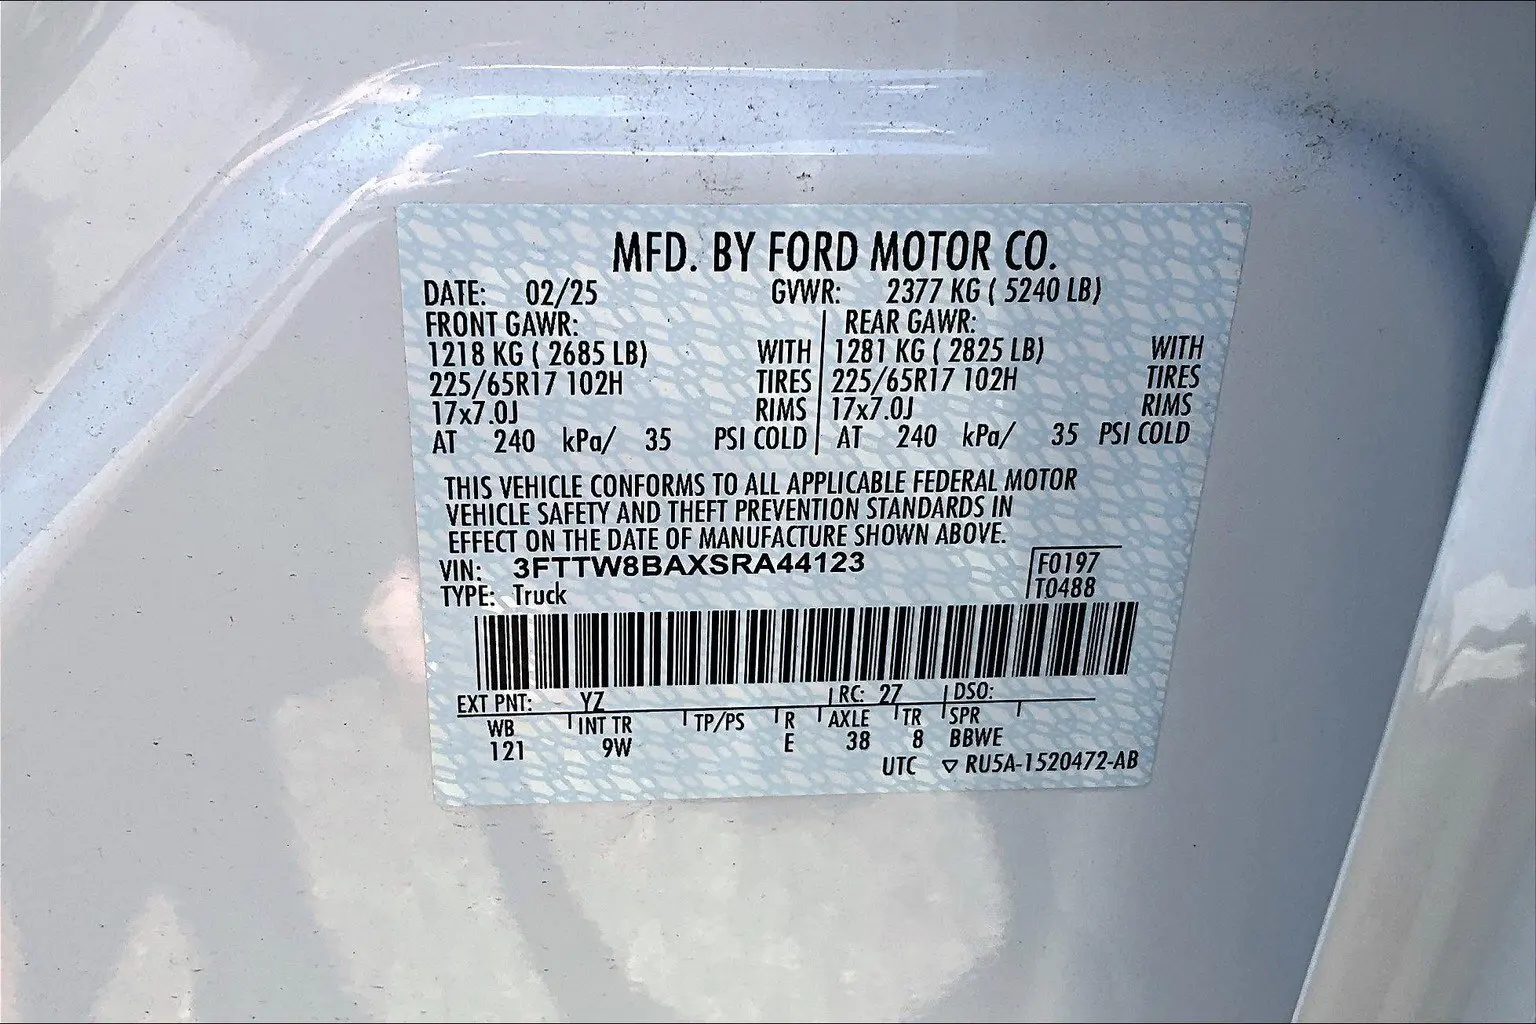 MFD. BY FORD MOTOR CO.
DATE: 02/25 GVWR: 2377 KG ( 5240 LB)
FRONT GAWR: REAR GAWR:
1218 KG ( 2685 LB) WITH 1281 KG ( 2825 LB) WITH
225/65R17 102H TIRES 225/65R17 102H TIRES
17x7.0J RIMS 17x7.0J RIMS
AT 240 kPa/ 35 PSI COLD AT 240 kPa/ 35 PSI COLD
THIS VEHICLE CONFORMS TO ALL APPLICABLE FEDERAL MOTOR
VEHICLE SAFETY AND THEFT PREVENTION STANDARDS IN
EFFECT ON THE DATE OF MANUFACTURE SHOWN ABOVE.
VIN: 3FTTW8BAXSRA44123 F0197
TYPE: Truck T0488
EXT PNT: YZ RC: 27 DSO:
WB INT TR TP/PS R AXLE TR SPR
121 9W E 38 8 BBWE
UTC ▽ RU5A-1520472-AB